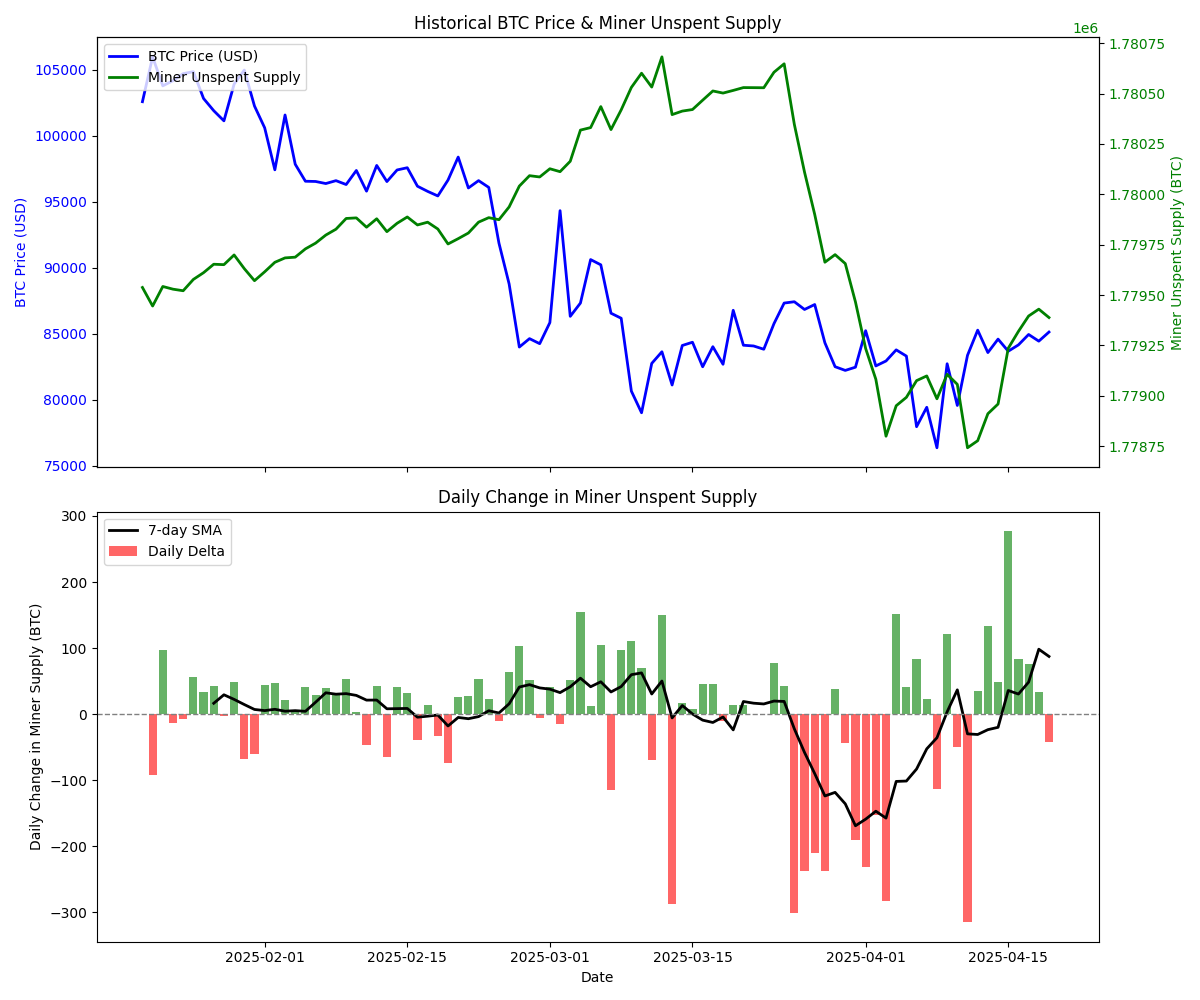 Historical BTC Price & Miner Unspent Supply
1e6
BTC Price (USD)
Miner Unspent Supply
105000
100000
95000
90000
85000
80000
75000
BTC Price (USD)
1.78075
1.78050
1.78025
1.78000
1.77975
1.77950
1.77925
1.77900
1.77875
Miner Unspent Supply (BTC)
Daily Change in Miner Unspent Supply
7-day SMA
Daily Delta
300
200
100
0
−100
−200
−300
Daily Change in Miner Supply (BTC)
2025-02-01
2025-02-15
2025-03-01
2025-03-15
2025-04-01
2025-04-15
Date